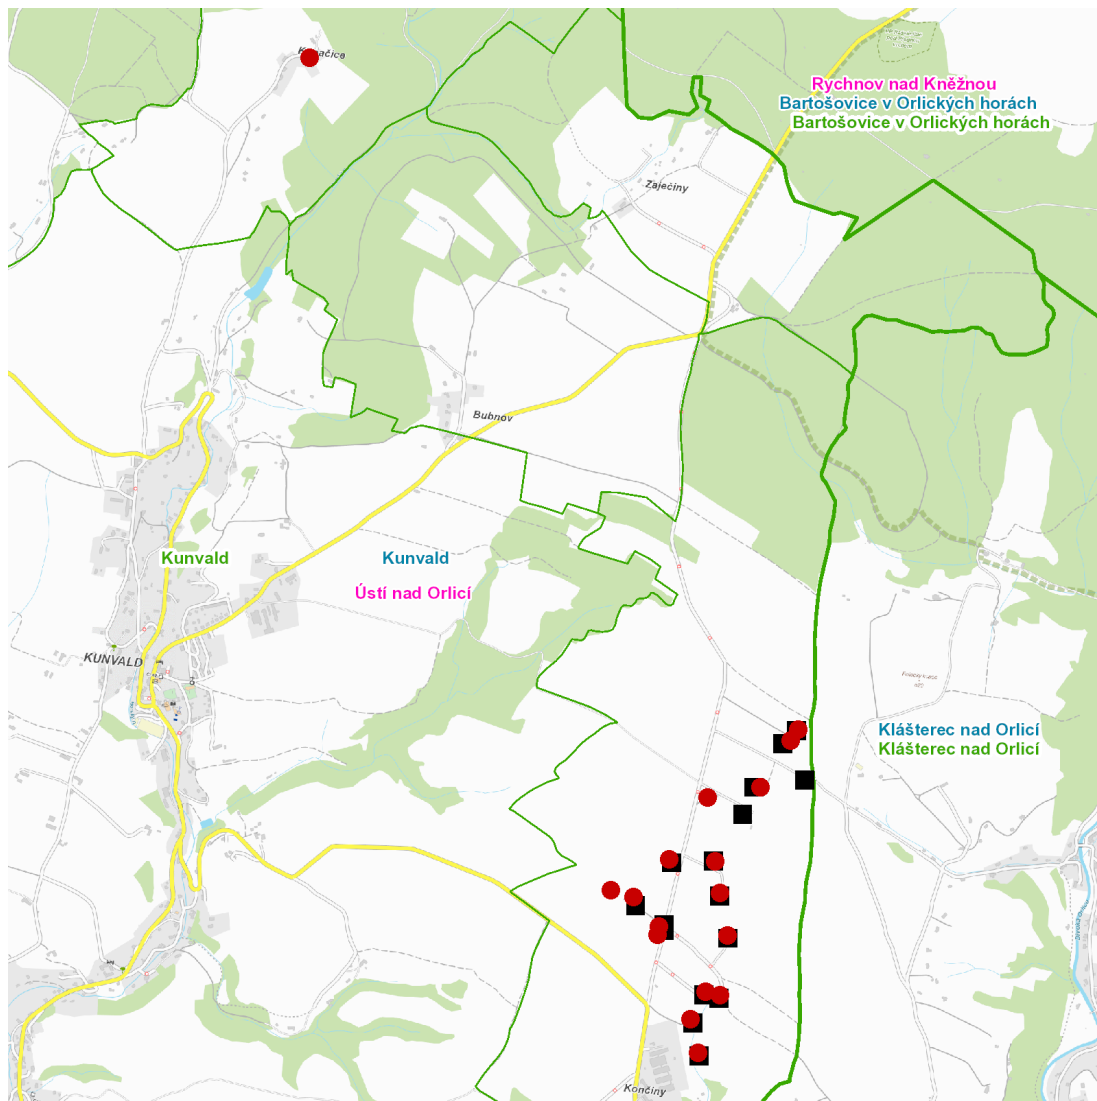 Rychnov nad Kněžnou
Bartošovice v Orlických horách
Bartošovice v Orlických horách
Zaječiny
Bubnov
Kunvald
Kunvald
Ústí nad Orlicí
KUNVALD
Klášterec nad Orlicí
Klášterec nad Orlicí
Končiny